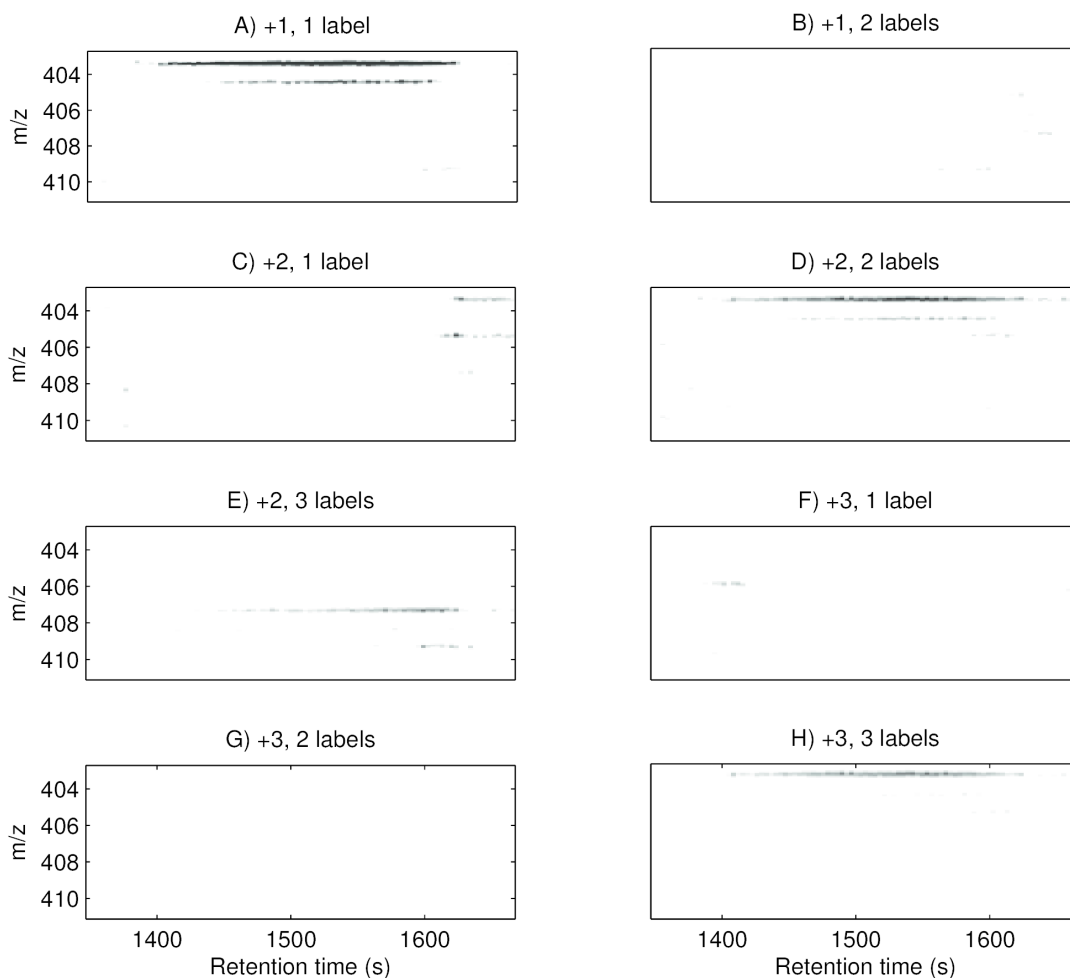 A) +1, 1 label
B) +1, 2 labels
m/z
404
406
408
410
C) +2, 1 label
D) +2, 2 labels
m/z
404
406
408
410
E) +2, 3 labels
F) +3, 1 label
m/z
404
406
408
410
G) +3, 2 labels
H) +3, 3 labels
m/z
404
406
408
410
1400 1500 1600
1400 1500 1600
Retention time (s)
Retention time (s)